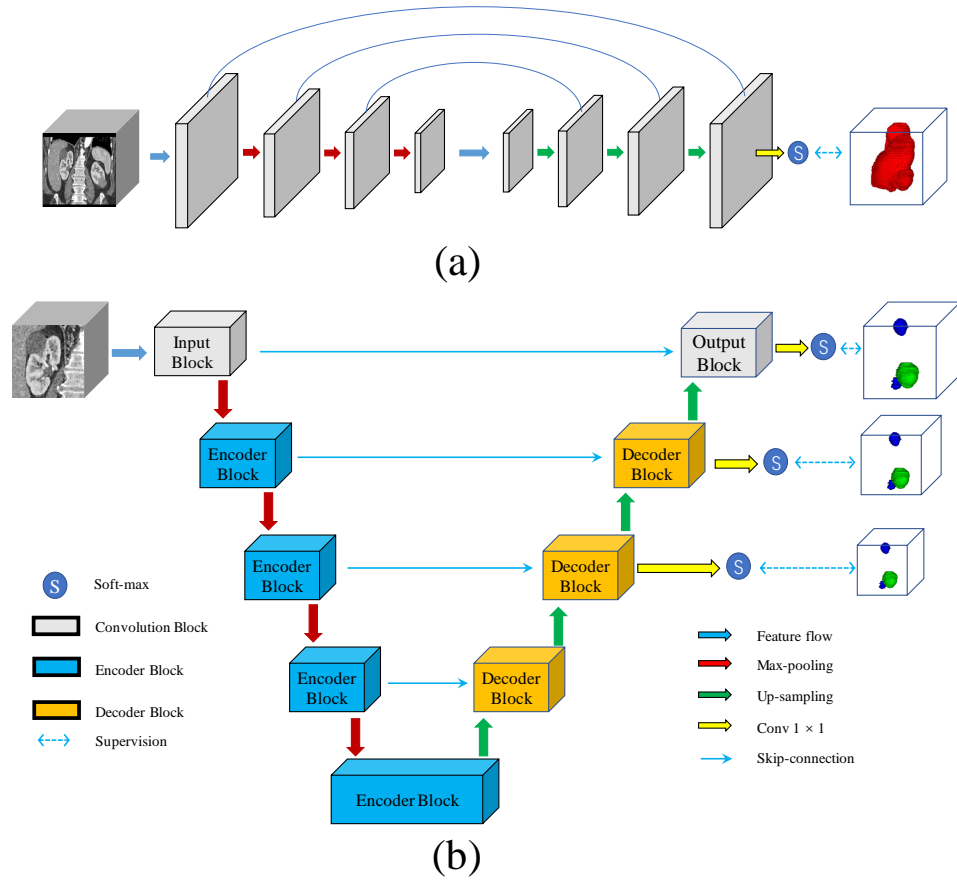 S
(a)
Input
Block
Output
Block
S
Encoder
Block
Decoder
Block
S
Encoder
Block
Decoder
Block
S
S
Soft-max
Convolution Block
Encoder Block
Decoder Block
Supervision
Encoder
Block
Decoder
Block
Feature flow
Max-pooling
Up-sampling
Conv 1 × 1
Skip-connection
Encoder Block
(b)